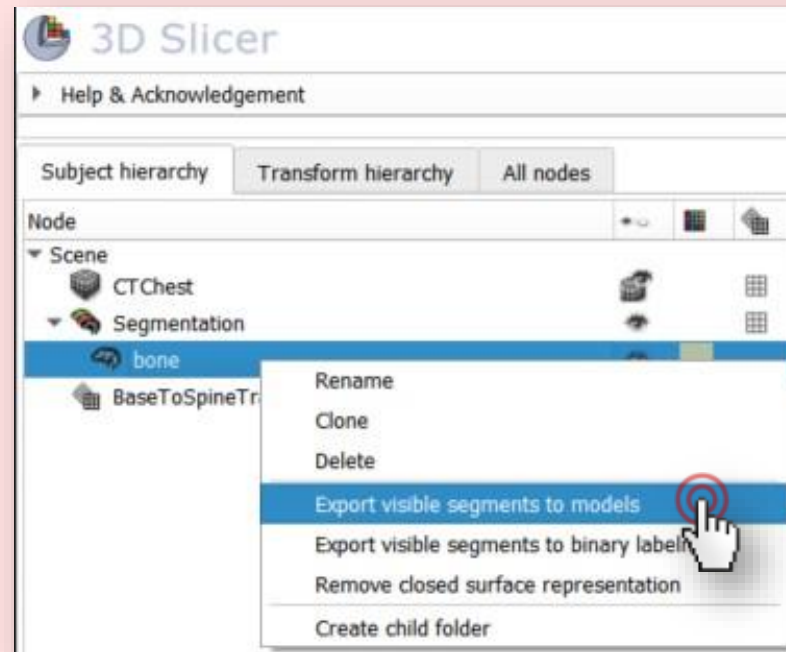 3D Slicer
Help & Acknowledgement
Subject hierarchy Transform hierarchy All nodes
Node
Scene
CTChest
Segmentation
bone
BaseToSpineTr
Rename
Clone
Delete
Export visible segments to models
Export visible segments to binary label
Remove closed surface representation
Create child folder